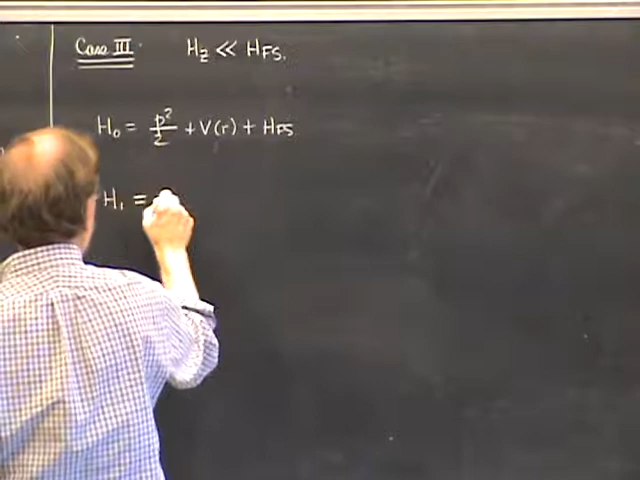 Case III. H_Z ≪ H_FS.
H_0 = p²/2 + V(r) + H_FS
H_1 =